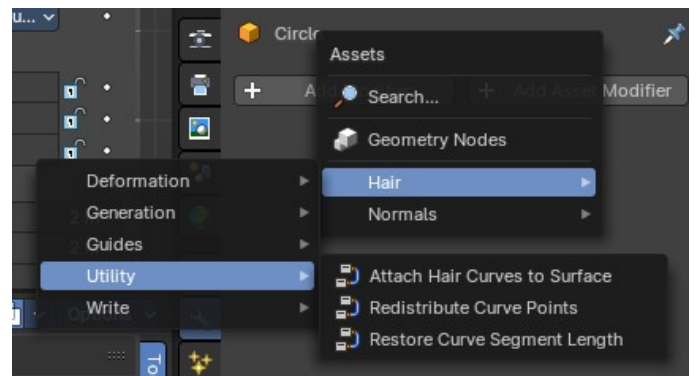 u...
Circle
Assets
Add Asset Modifier
Search...
Geometry Nodes
Hair
Normals
Deformation
Generation
Guides
Utility
Write
Attach Hair Curves to Surface
Redistribute Curve Points
Restore Curve Segment Length
Options
To